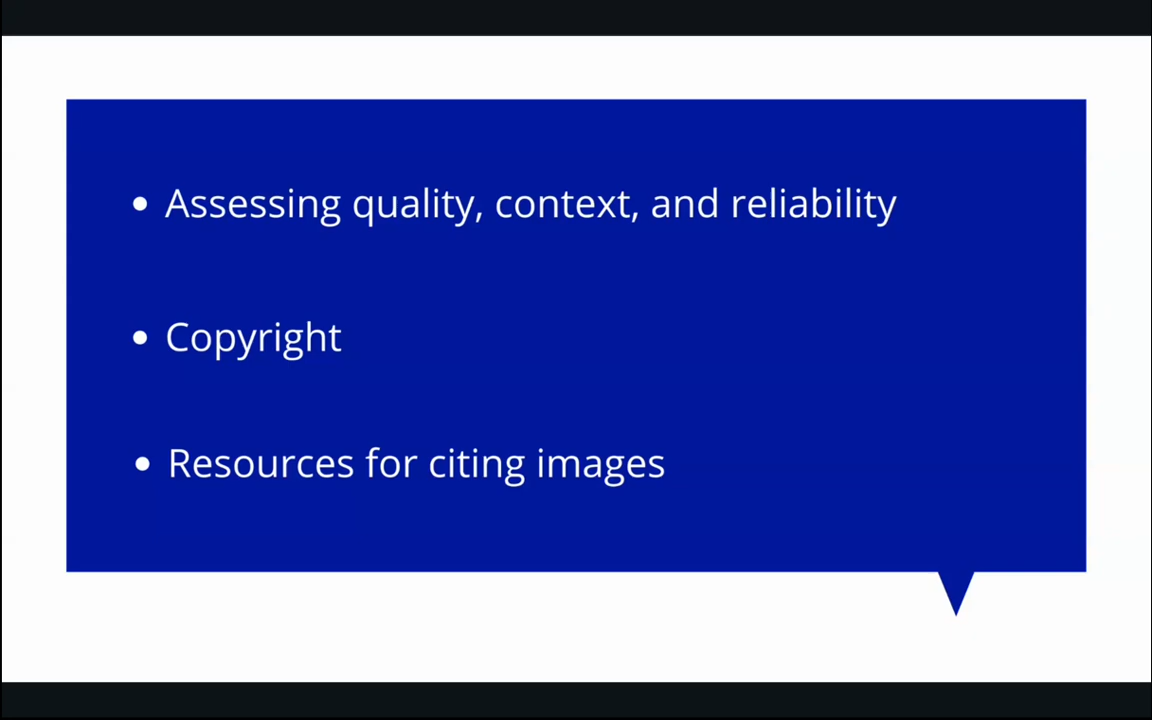 • Assessing quality, context, and reliability
• Copyright
• Resources for citing images